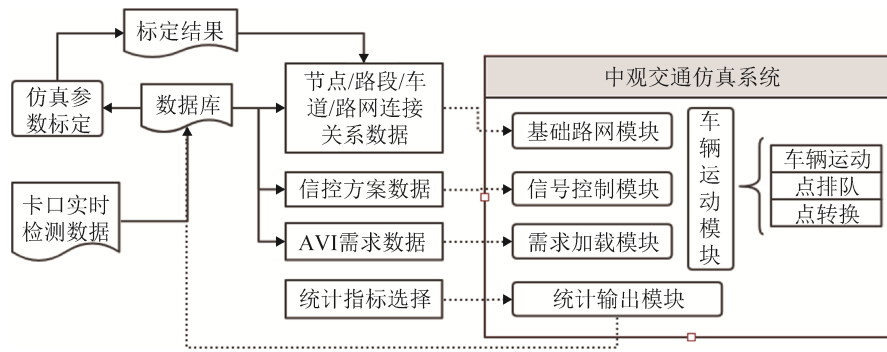 标定结果
仿真参
数标定
数据库
卡口实时
检测数据
节点/路段/车
道/路网连接
关系数据
信控方案数据
AVI需求数据
统计指标选择
中观交通仿真系统
基础路网模块
信号控制模块
需求加载模块
统计输出模块
车
辆
运
动
模
块
车辆运动
点排队
点转换